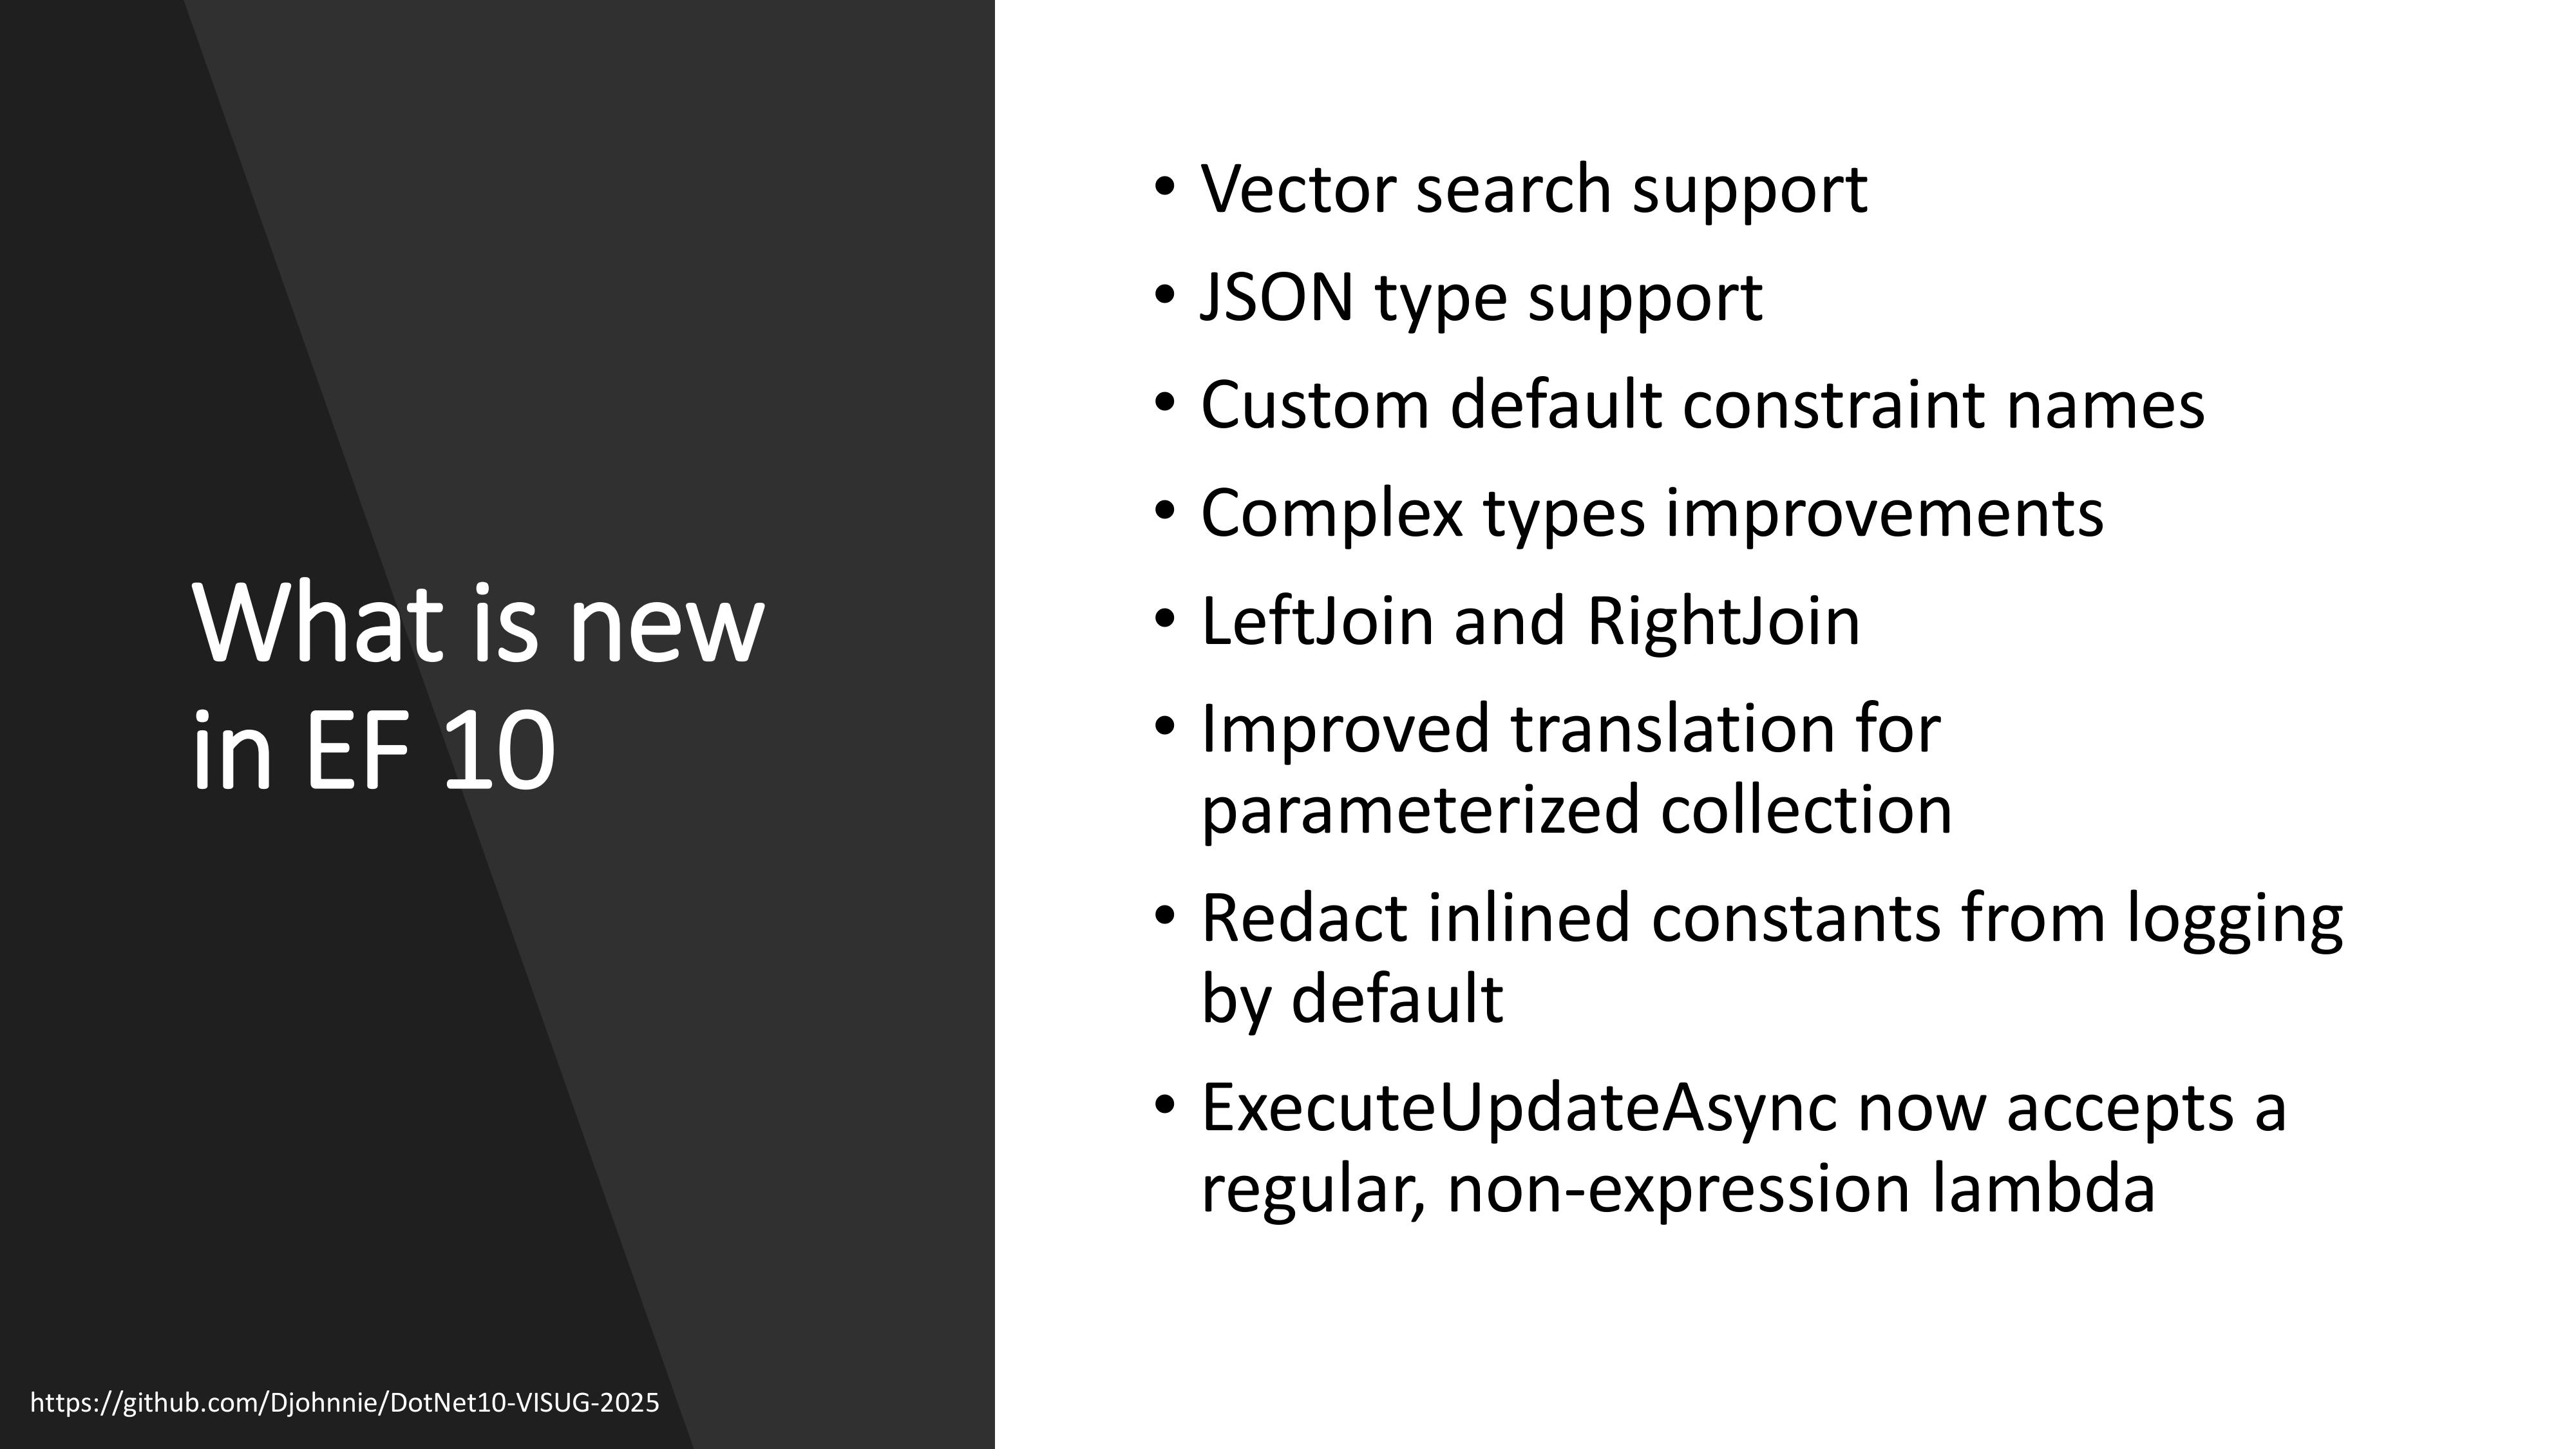 What is new
in EF 10
https://github.com/Djohnnie/DotNet10-VISUG-2025
• Vector search support
• JSON type support
• Custom default constraint names
• Complex types improvements
• LeftJoin and RightJoin
• Improved translation for
parameterized collection
• Redact inlined constants from logging
by default
• ExecuteUpdateAsync now accepts a
regular, non-expression lambda